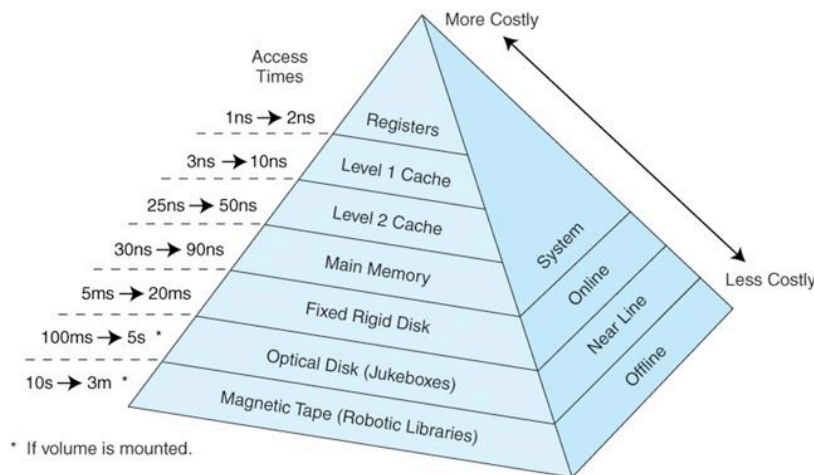 More Costly
Access
Times
1ns → 2ns
Registers
3ns → 10ns
Level 1 Cache
25ns → 50ns
Level 2 Cache
System
30ns → 90ns
Main Memory
Online
Less Costly
5ms → 20ms
Fixed Rigid Disk
Near Line
100ms → 5s *
Optical Disk (Jukeboxes)
Offline
10s → 3m *
Magnetic Tape (Robotic Libraries)
* If volume is mounted.